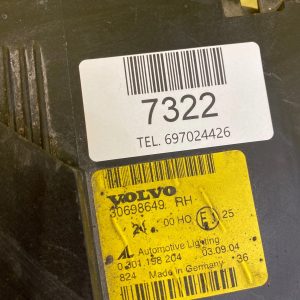 7322
TEL. 697024426
VOLVO
30698649 RH
00 HO E1 25
AL Automotive Lighting
0 301 198 204 03.09.04
824 Made in Germany 36